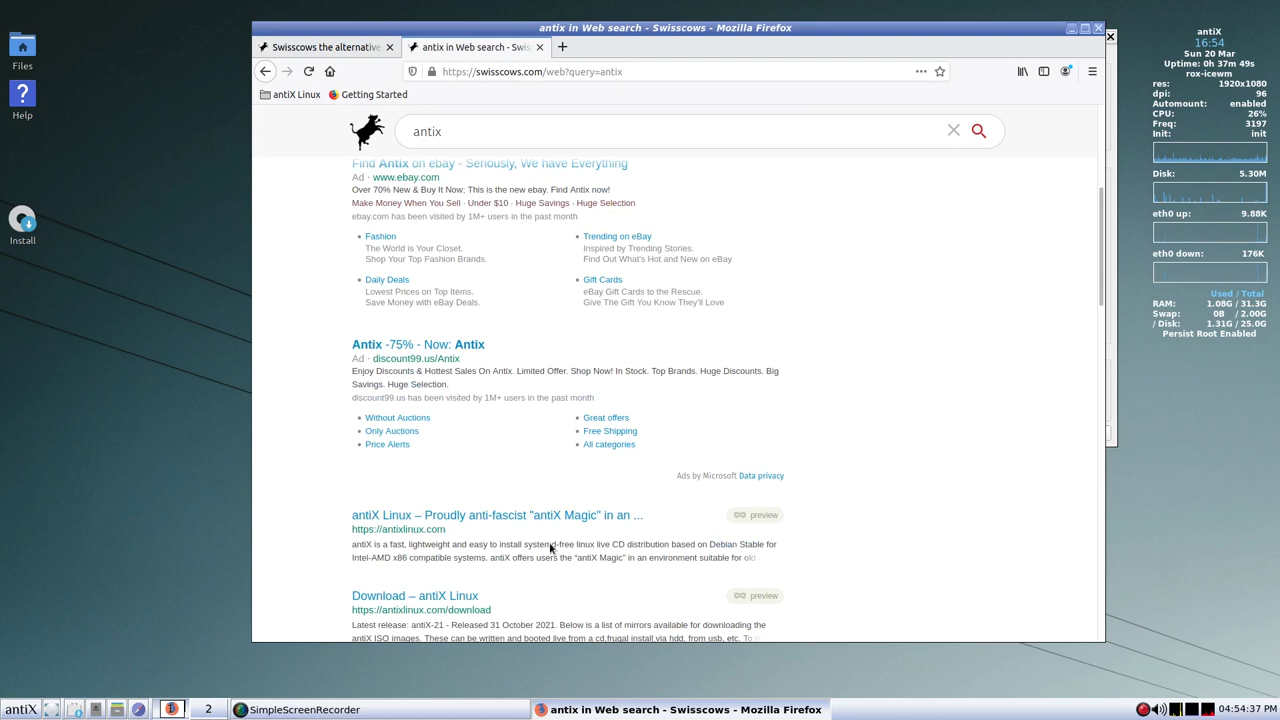 antix in Web search - Swisscows - Mozilla Firefox
Swisscows the alternative
antix in Web search - Swis
https://swisscows.com/web?query=antix
antiX Linux
Getting Started
antix
Find Antix on ebay - Seriously, We have Everything
Ad · www.ebay.com
Over 70% New & Buy It Now; This is the new ebay. Find Antix now!
Make Money When You Sell · Under $10 · Huge Savings · Huge Selection
ebay.com has been visited by 1M+ users in the past month
Fashion
The World is Your Closet.
Shop Your Top Fashion Brands.
Trending on eBay
Inspired by Trending Stories.
Find Out What's Hot and New on eBay
Daily Deals
Lowest Prices on Top Items.
Save Money with eBay Deals.
Gift Cards
eBay Gift Cards to the Rescue.
Give The Gift You Know They'll Love
Antix -75% - Now: Antix
Ad · discount99.us/Antix
Enjoy Discounts & Hottest Sales On Antix. Limited Offer. Shop Now! In Stock. Top Brands. Huge Discounts. Big
Savings. Huge Selection.
discount99.us has been visited by 1M+ users in the past month
Without Auctions
Only Auctions
Price Alerts
Great offers
Free Shipping
All categories
Ads by Microsoft Data privacy
antiX Linux – Proudly anti-fascist "antiX Magic" in an ...
preview
https://antixlinux.com
antiX is a fast, lightweight and easy to install systemd-free linux live CD distribution based on Debian Stable for
Intel-AMD x86 compatible systems. antiX offers users the “antiX Magic” in an environment suitable for old
Download – antiX Linux
preview
https://antixlinux.com/download
Latest release: antiX-21 - Released 31 October 2021. Below is a list of mirrors available for downloading the
antiX ISO images. These can be written and booted live from a cd,frugal install via hdd, from usb, etc. To
Files
Help
Install
antiX
16:54
Sun 20 Mar
Uptime: 0h 37m 49s
rox-icewm
res: 1920x1080
dpi: 96
Automount: enabled
CPU: 26%
Freq: 3197
Init: init
Disk: 5.30M
eth0 up: 9.88K
eth0 down: 176K
Used / Total
RAM: 1.08G / 31.3G
Swap: 0B / 2.00G
/ Disk: 1.31G / 25.0G
Persist Root Enabled
antiX
1
2
SimpleScreenRecorder
antix in Web search - Swisscows - Mozilla Firefox
04:54:37 PM